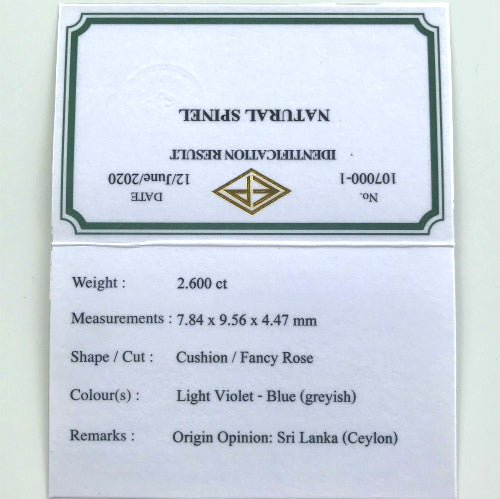 No. DATE
107000-1 12/June/2020
IDENTIFICATION RESULT
NATURAL SPINEL
Weight : 2.600 ct
Measurements : 7.84 x 9.56 x 4.47 mm
Shape / Cut : Cushion / Fancy Rose
Colour(s) : Light Violet - Blue (greyish)
Remarks : Origin Opinion: Sri Lanka (Ceylon)